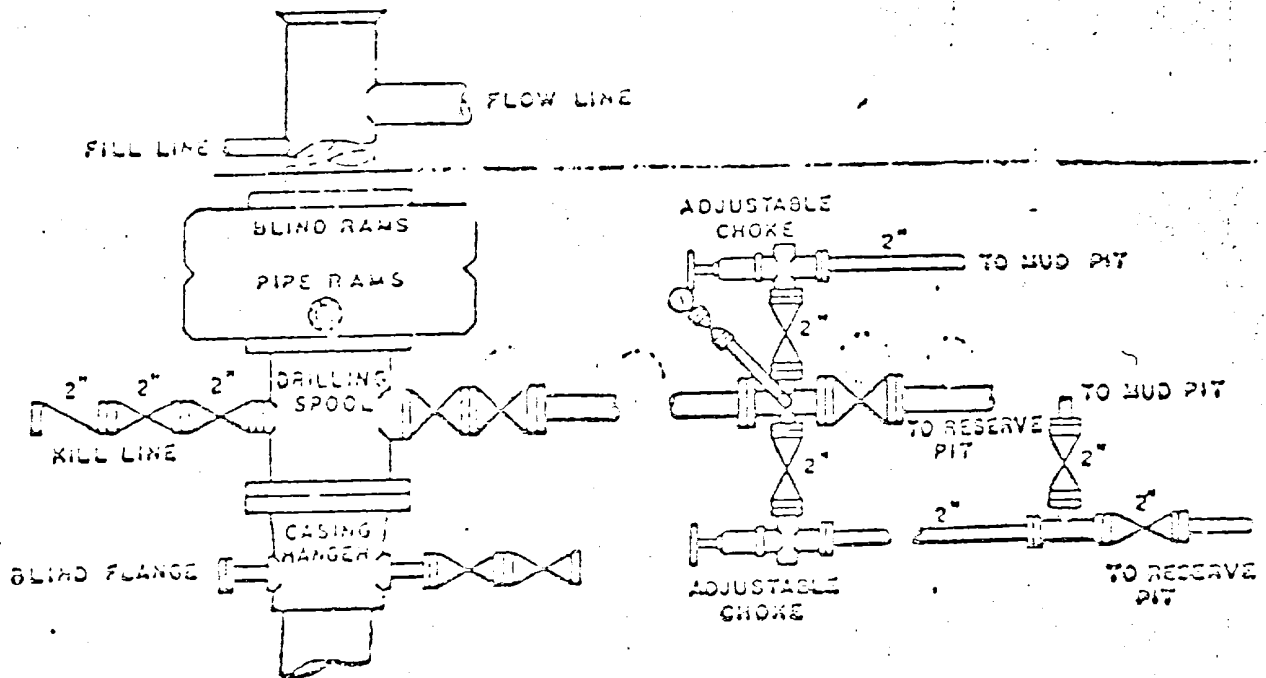 FLOW LINE
FILL LINE
BLIND RAMS
PIPE RAMS
2" 2" 2"
DRILLING
SPOOL
KILL LINE
CASING
HANGER
BLIND FLANGE
ADJUSTABLE
CHOKE
2"
TO MUD PIT
2"
TO RESERVE
PIT
2"
ADJUSTABLE
CHOKE
TO MUD PIT
2"
2"
2"
TO RESERVE
PIT